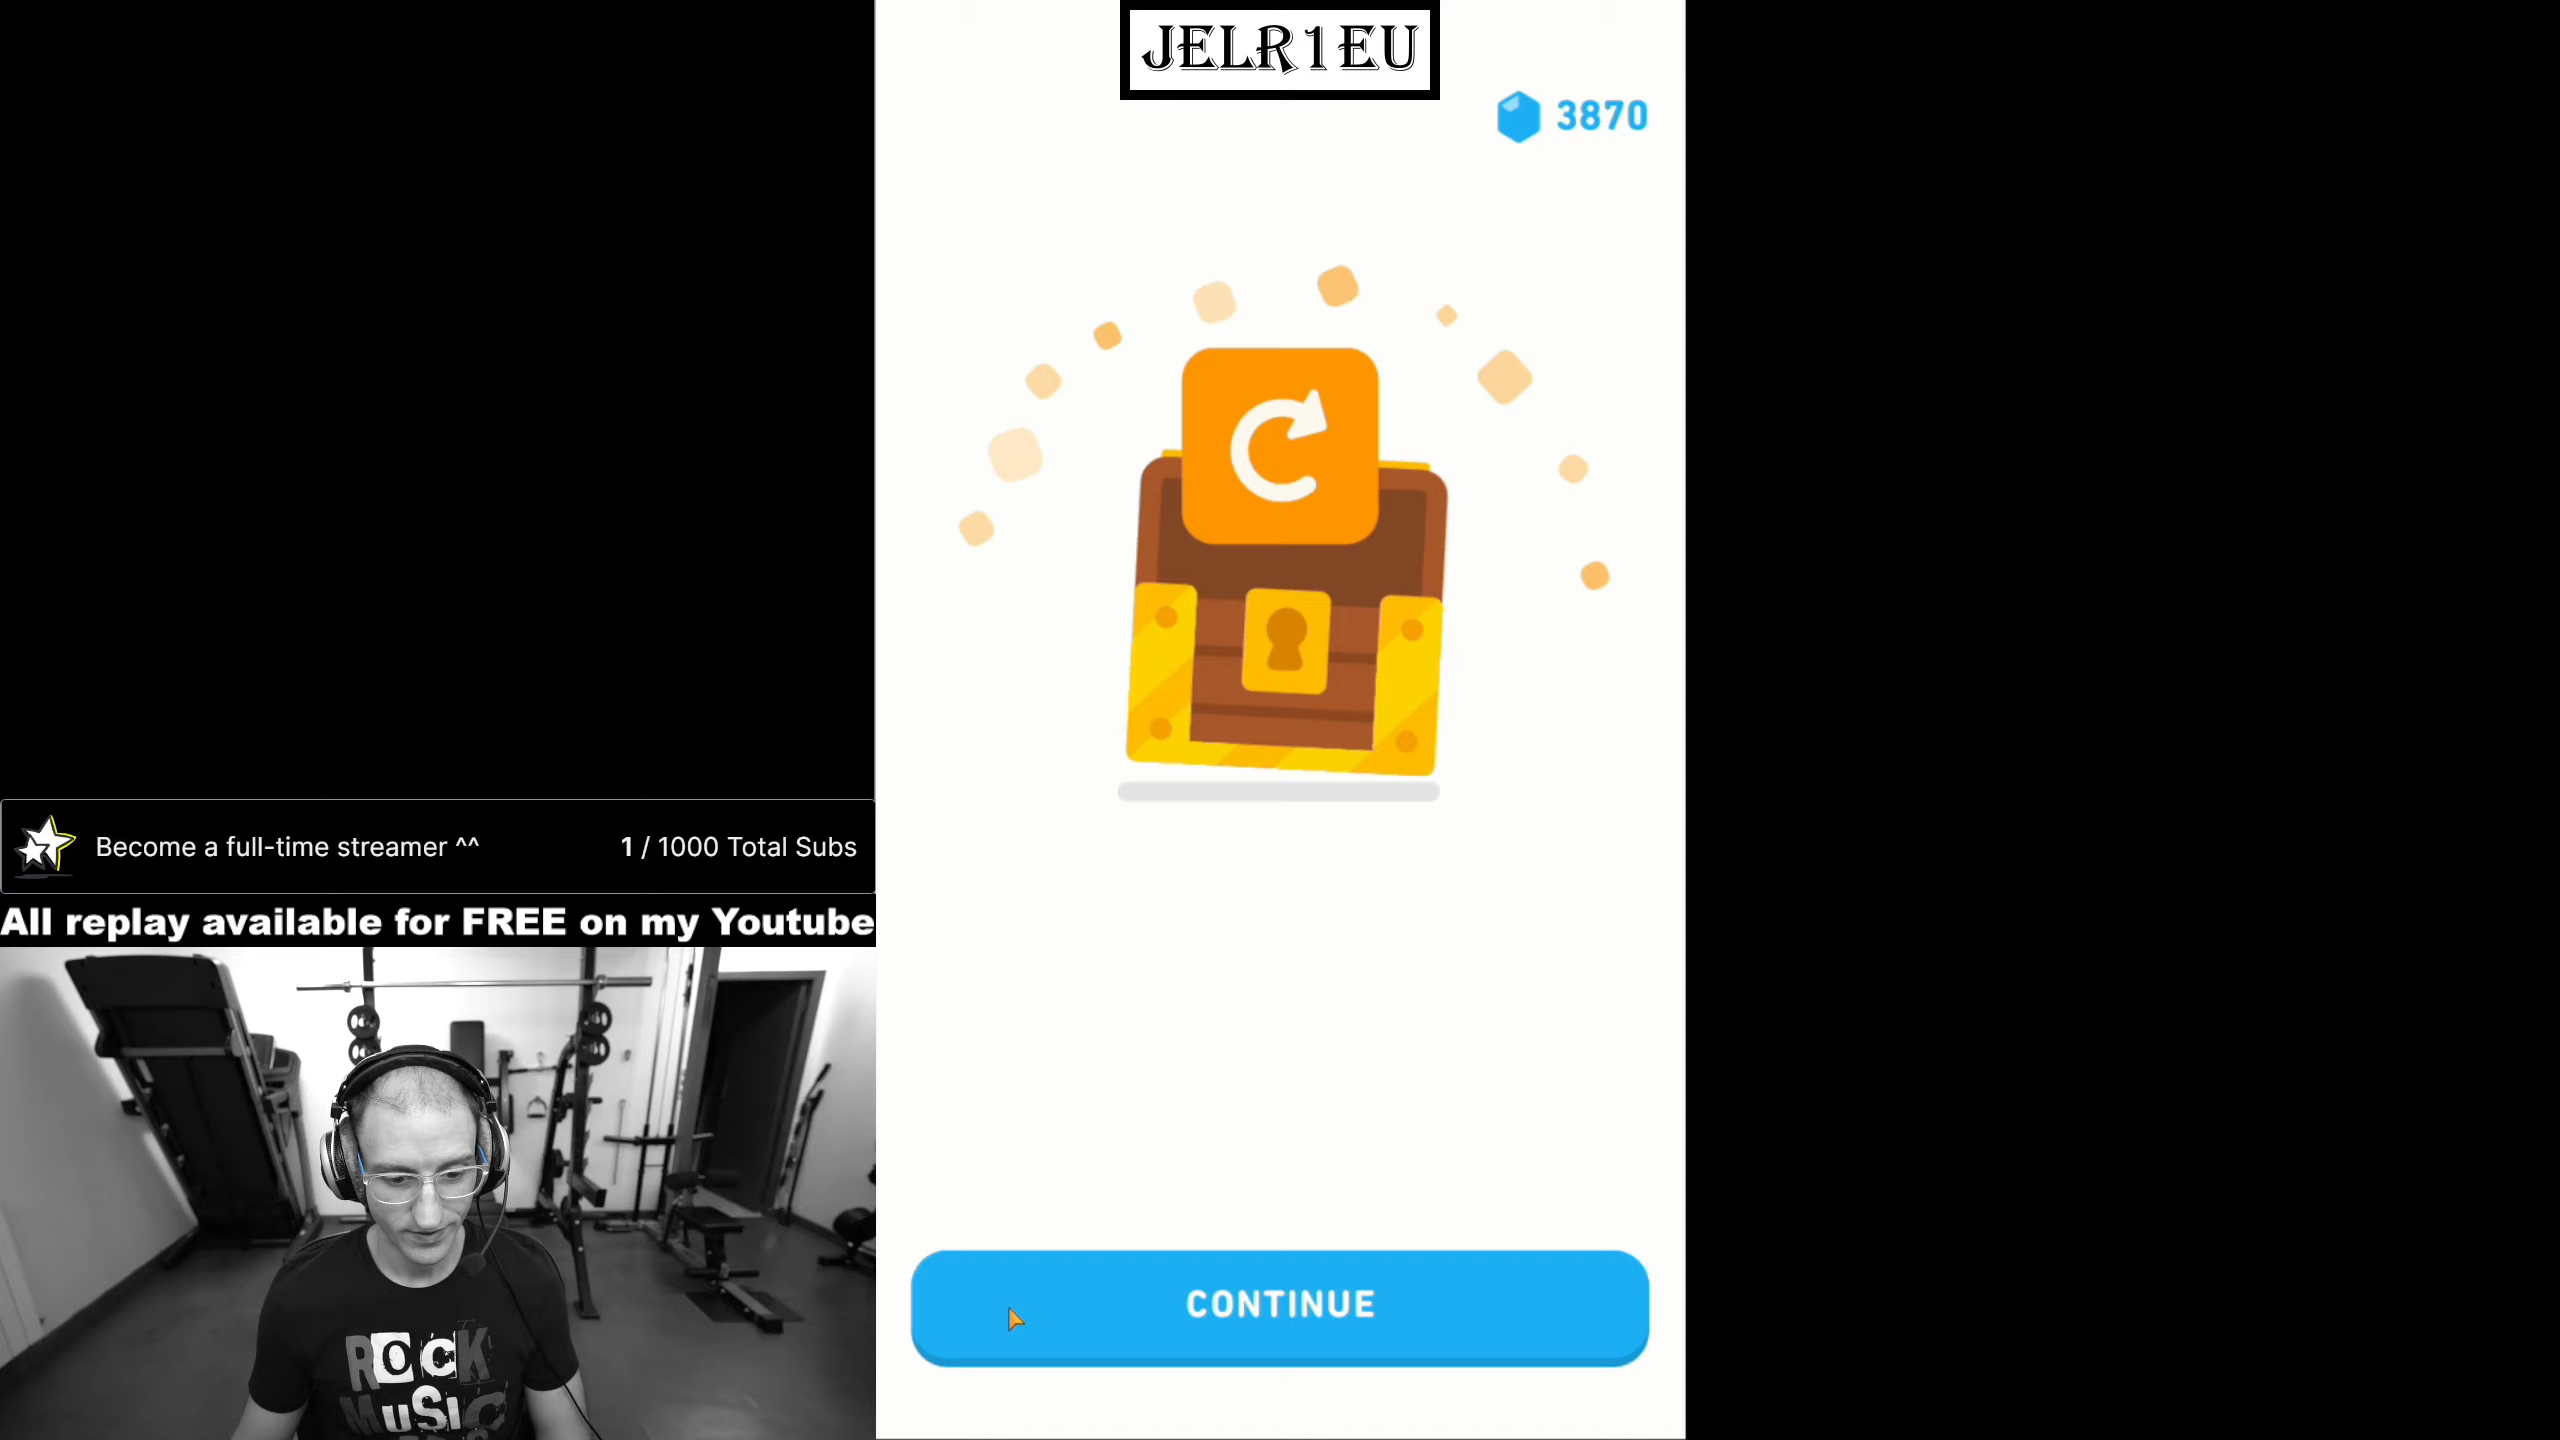 JELR1EU
3870
Become a full-time streamer ^^
1 / 1000 Total Subs
All replay available for FREE on my Youtube
CONTINUE
ROCK
MUSIC